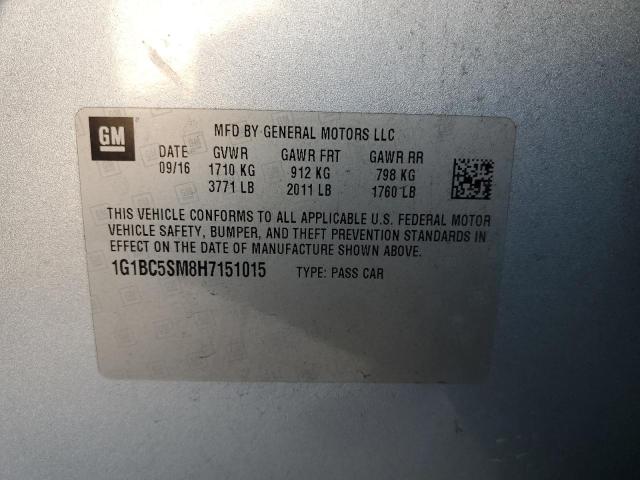 GM
MFD BY GENERAL MOTORS LLC
DATE GVWR GAWR FRT GAWR RR
09/16 1710 KG 912 KG 798 KG
3771 LB 2011 LB 1760 LB
THIS VEHICLE CONFORMS TO ALL APPLICABLE U.S. FEDERAL MOTOR
VEHICLE SAFETY, BUMPER, AND THEFT PREVENTION STANDARDS IN
EFFECT ON THE DATE OF MANUFACTURE SHOWN ABOVE.
1G1BC5SM8H7151015 TYPE: PASS CAR